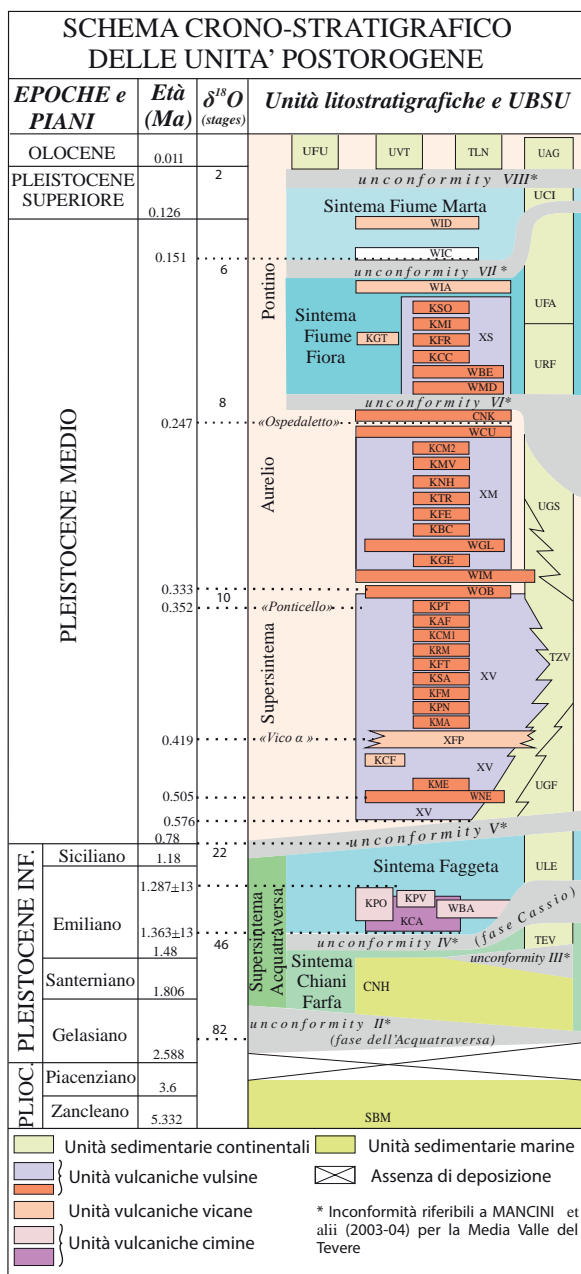 SCHEMA CRONO-STRATIGRAFICO
DELLE UNITA' POSTOROGENE
EPOCHE e PIANI
Età (Ma)
δ¹⁸O (stages)
Unità litostratigrafiche e UBSU
OLOCENE
0.011
UFU
UVT
TLN
UAG
PLEISTOCENE SUPERIORE
2
unconformity VIII*
UCI
Sintema Fiume Marta
0.126
WID
0.151
WIC
6
unconformity VII*
Pontino
WIA
Sintema Fiume Fiora
KSO
UFA
KMI
KGT
KFR
XS
KCC
URF
WBE
WMD
8
unconformity VI*
0.247
«Ospedaletto»
CNK
WCU
PLEISTOCENE MEDIO
Aurelio
KCM2
KMV
KNH
XM
KTR
UGS
KFE
KBC
WGL
KGE
WIM
0.333
10
WOB
0.352
«Ponticello»
KPT
KAF
KCM1
KRM
TZV
KFT
Supersintema
KSA
XV
KFM
KPN
KMA
0.419
«Vico α»
XFP
KCF
XV
KME
UGF
0.505
WNE
0.576
XV
0.78
unconformity V*
PLEISTOCENE INF.
Siciliano
1.18
22
Sintema Faggeta
ULE
1.287±13
KPO
KPV
WBA
KCA
Emiliano
(fase Cassio)
1.363±13
46
unconformity IV*
TEV
1.48
Supersintema Acquatraversa
unconformity III*
Sintema Chiani Farfa
Santerniano
CNH
1.806
Gelasiano
82
unconformity II*
(fase dell'Acquatraversa)
2.588
PLIOC.
Piacenziano
3.6
Zancleano
5.332
SBM
Unità sedimentarie continentali
Unità sedimentarie marine
Unità vulcaniche vulsine
Assenza di deposizione
Unità vulcaniche vicane
Unità vulcaniche cimine
* Inconformità riferibili a MANCINI et
alii (2003-04) per la Media Valle del
Tevere